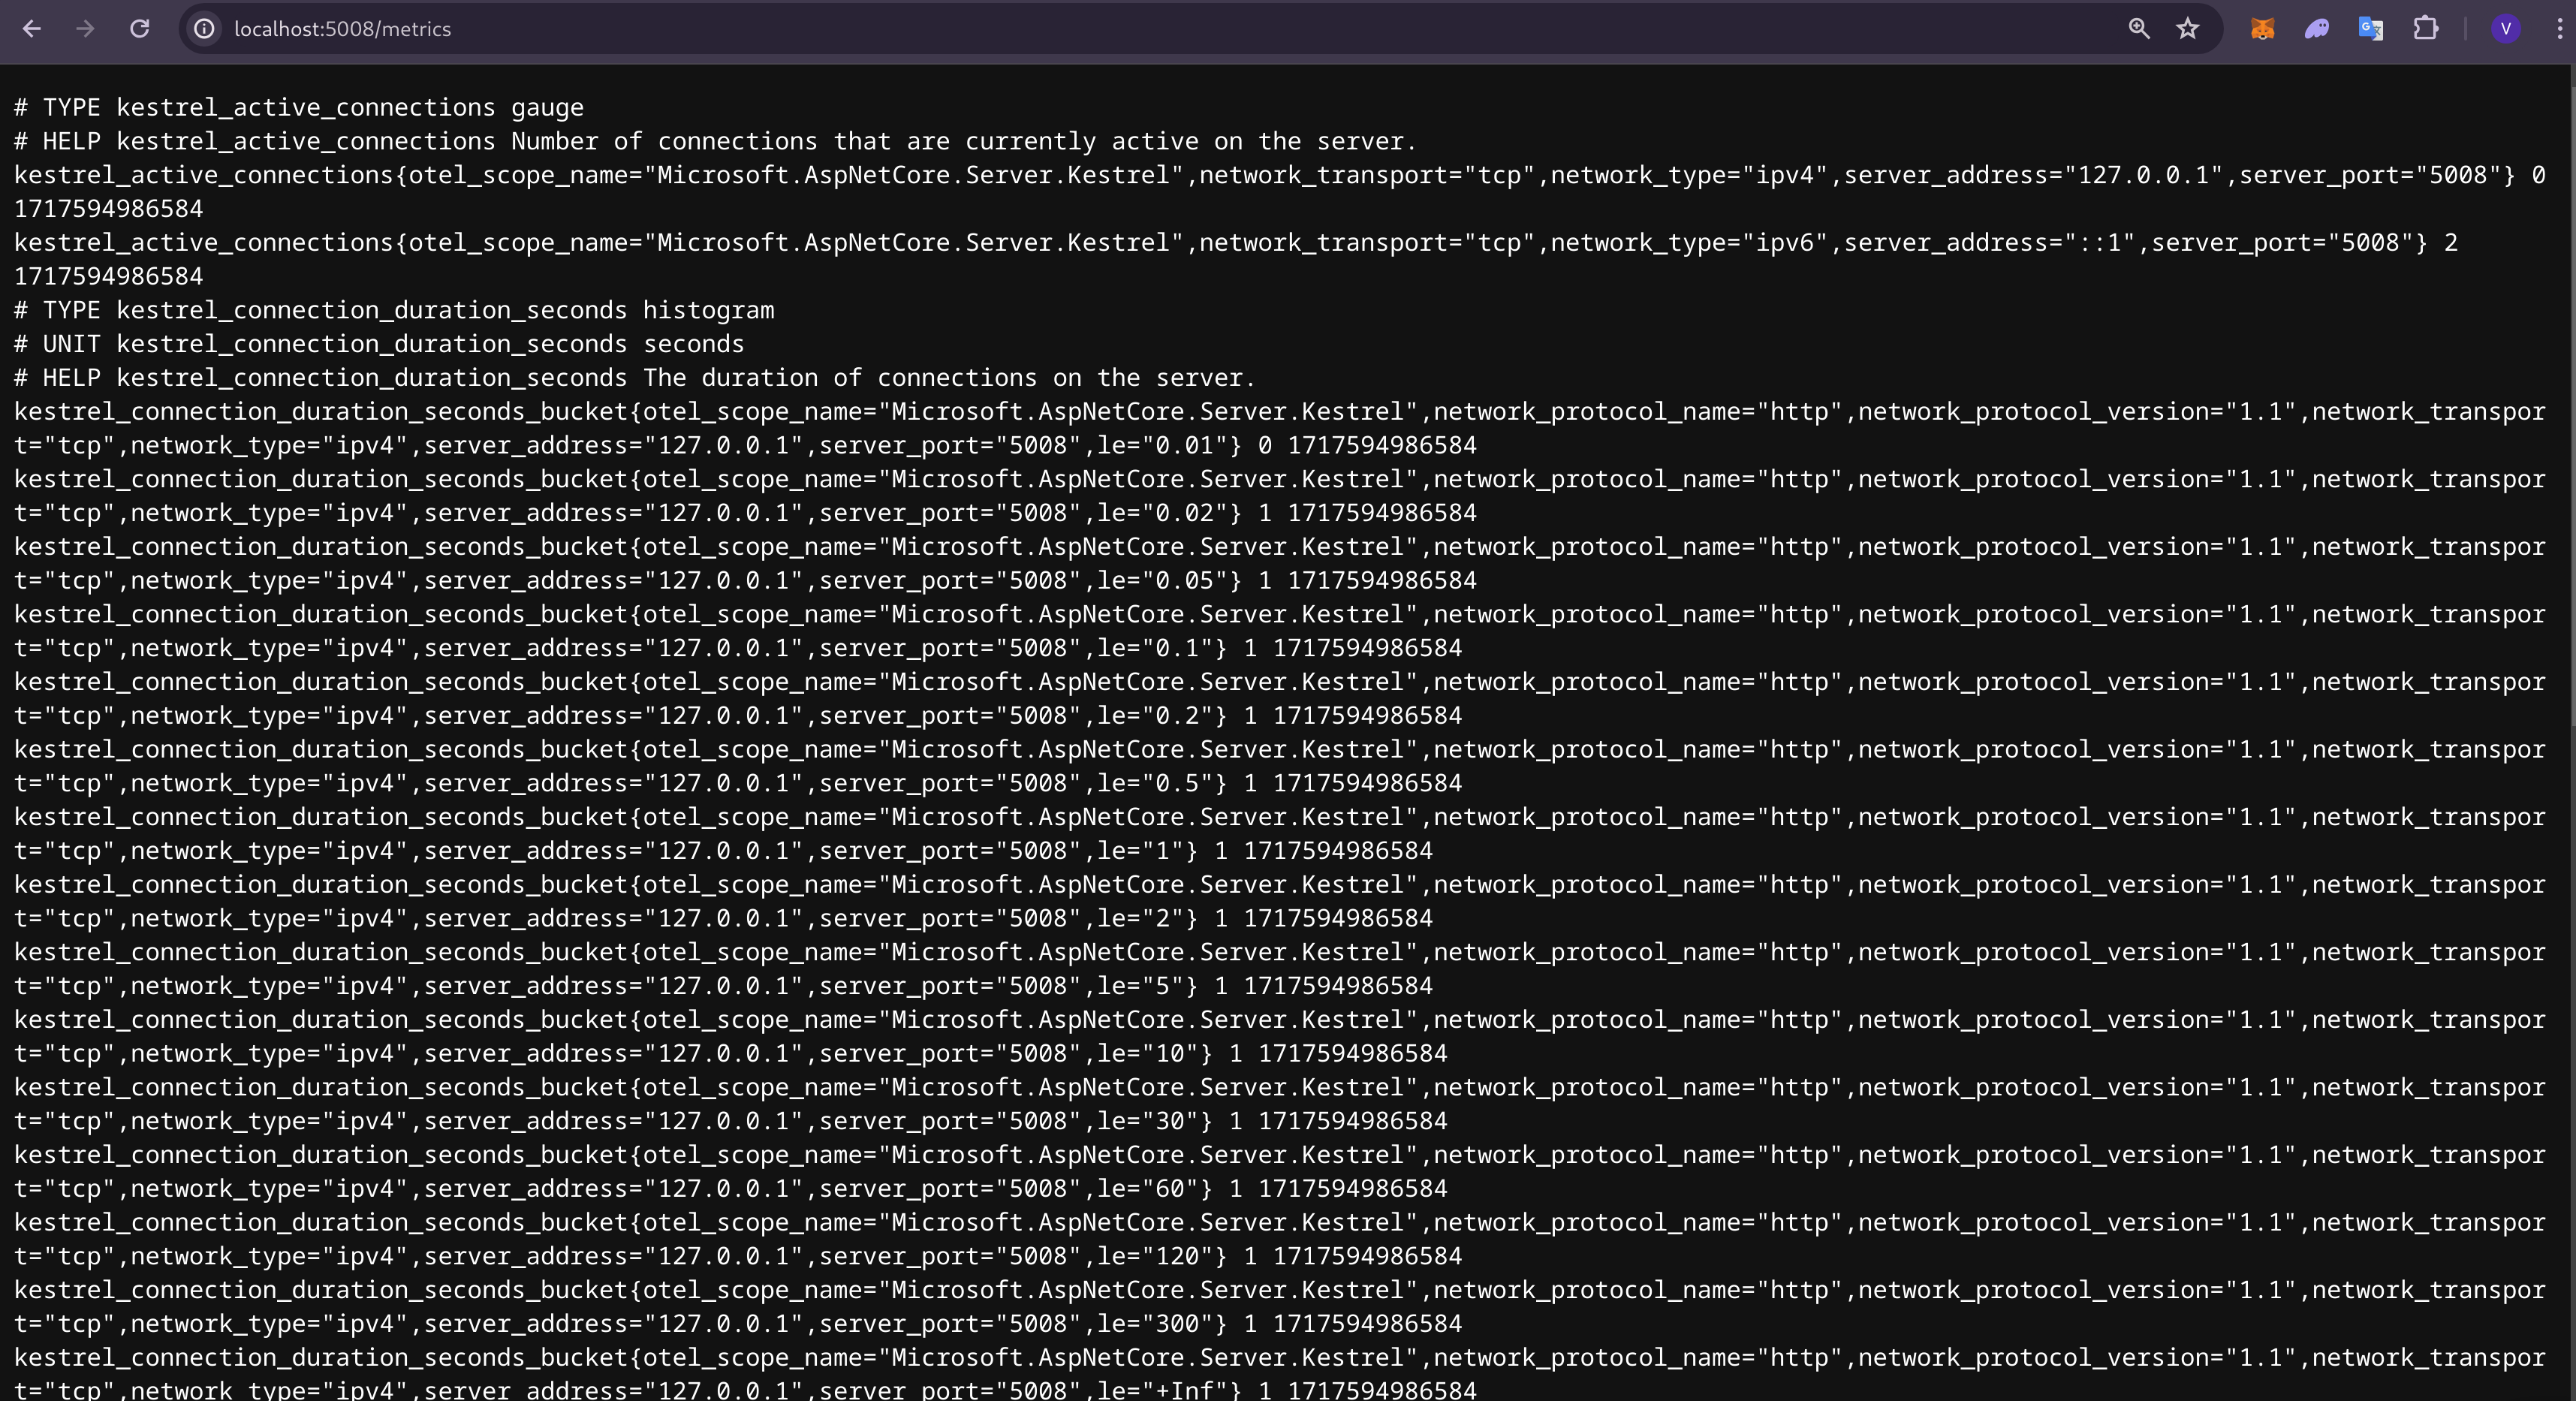 localhost:5008/metrics
V
# TYPE kestrel_active_connections gauge
# HELP kestrel_active_connections Number of connections that are currently active on the server.
kestrel_active_connections{otel_scope_name="Microsoft.AspNetCore.Server.Kestrel",network_transport="tcp",network_type="ipv4",server_address="127.0.0.1",server_port="5008"} 0
1717594986584
kestrel_active_connections{otel_scope_name="Microsoft.AspNetCore.Server.Kestrel",network_transport="tcp",network_type="ipv6",server_address="::1",server_port="5008"} 2
1717594986584
# TYPE kestrel_connection_duration_seconds histogram
# UNIT kestrel_connection_duration_seconds seconds
# HELP kestrel_connection_duration_seconds The duration of connections on the server.
kestrel_connection_duration_seconds_bucket{otel_scope_name="Microsoft.AspNetCore.Server.Kestrel",network_protocol_name="http",network_protocol_version="1.1",network_transpor
t="tcp",network_type="ipv4",server_address="127.0.0.1",server_port="5008",le="0.01"} 0 1717594986584
kestrel_connection_duration_seconds_bucket{otel_scope_name="Microsoft.AspNetCore.Server.Kestrel",network_protocol_name="http",network_protocol_version="1.1",network_transpor
t="tcp",network_type="ipv4",server_address="127.0.0.1",server_port="5008",le="0.02"} 1 1717594986584
kestrel_connection_duration_seconds_bucket{otel_scope_name="Microsoft.AspNetCore.Server.Kestrel",network_protocol_name="http",network_protocol_version="1.1",network_transpor
t="tcp",network_type="ipv4",server_address="127.0.0.1",server_port="5008",le="0.05"} 1 1717594986584
kestrel_connection_duration_seconds_bucket{otel_scope_name="Microsoft.AspNetCore.Server.Kestrel",network_protocol_name="http",network_protocol_version="1.1",network_transpor
t="tcp",network_type="ipv4",server_address="127.0.0.1",server_port="5008",le="0.1"} 1 1717594986584
kestrel_connection_duration_seconds_bucket{otel_scope_name="Microsoft.AspNetCore.Server.Kestrel",network_protocol_name="http",network_protocol_version="1.1",network_transpor
t="tcp",network_type="ipv4",server_address="127.0.0.1",server_port="5008",le="0.2"} 1 1717594986584
kestrel_connection_duration_seconds_bucket{otel_scope_name="Microsoft.AspNetCore.Server.Kestrel",network_protocol_name="http",network_protocol_version="1.1",network_transpor
t="tcp",network_type="ipv4",server_address="127.0.0.1",server_port="5008",le="0.5"} 1 1717594986584
kestrel_connection_duration_seconds_bucket{otel_scope_name="Microsoft.AspNetCore.Server.Kestrel",network_protocol_name="http",network_protocol_version="1.1",network_transpor
t="tcp",network_type="ipv4",server_address="127.0.0.1",server_port="5008",le="1"} 1 1717594986584
kestrel_connection_duration_seconds_bucket{otel_scope_name="Microsoft.AspNetCore.Server.Kestrel",network_protocol_name="http",network_protocol_version="1.1",network_transpor
t="tcp",network_type="ipv4",server_address="127.0.0.1",server_port="5008",le="2"} 1 1717594986584
kestrel_connection_duration_seconds_bucket{otel_scope_name="Microsoft.AspNetCore.Server.Kestrel",network_protocol_name="http",network_protocol_version="1.1",network_transpor
t="tcp",network_type="ipv4",server_address="127.0.0.1",server_port="5008",le="5"} 1 1717594986584
kestrel_connection_duration_seconds_bucket{otel_scope_name="Microsoft.AspNetCore.Server.Kestrel",network_protocol_name="http",network_protocol_version="1.1",network_transpor
t="tcp",network_type="ipv4",server_address="127.0.0.1",server_port="5008",le="10"} 1 1717594986584
kestrel_connection_duration_seconds_bucket{otel_scope_name="Microsoft.AspNetCore.Server.Kestrel",network_protocol_name="http",network_protocol_version="1.1",network_transpor
t="tcp",network_type="ipv4",server_address="127.0.0.1",server_port="5008",le="30"} 1 1717594986584
kestrel_connection_duration_seconds_bucket{otel_scope_name="Microsoft.AspNetCore.Server.Kestrel",network_protocol_name="http",network_protocol_version="1.1",network_transpor
t="tcp",network_type="ipv4",server_address="127.0.0.1",server_port="5008",le="60"} 1 1717594986584
kestrel_connection_duration_seconds_bucket{otel_scope_name="Microsoft.AspNetCore.Server.Kestrel",network_protocol_name="http",network_protocol_version="1.1",network_transpor
t="tcp",network_type="ipv4",server_address="127.0.0.1",server_port="5008",le="120"} 1 1717594986584
kestrel_connection_duration_seconds_bucket{otel_scope_name="Microsoft.AspNetCore.Server.Kestrel",network_protocol_name="http",network_protocol_version="1.1",network_transpor
t="tcp",network_type="ipv4",server_address="127.0.0.1",server_port="5008",le="300"} 1 1717594986584
kestrel_connection_duration_seconds_bucket{otel_scope_name="Microsoft.AspNetCore.Server.Kestrel",network_protocol_name="http",network_protocol_version="1.1",network_transpor
t="tcp",network_type="ipv4",server_address="127.0.0.1",server_port="5008",le="+Inf"} 1 1717594986584